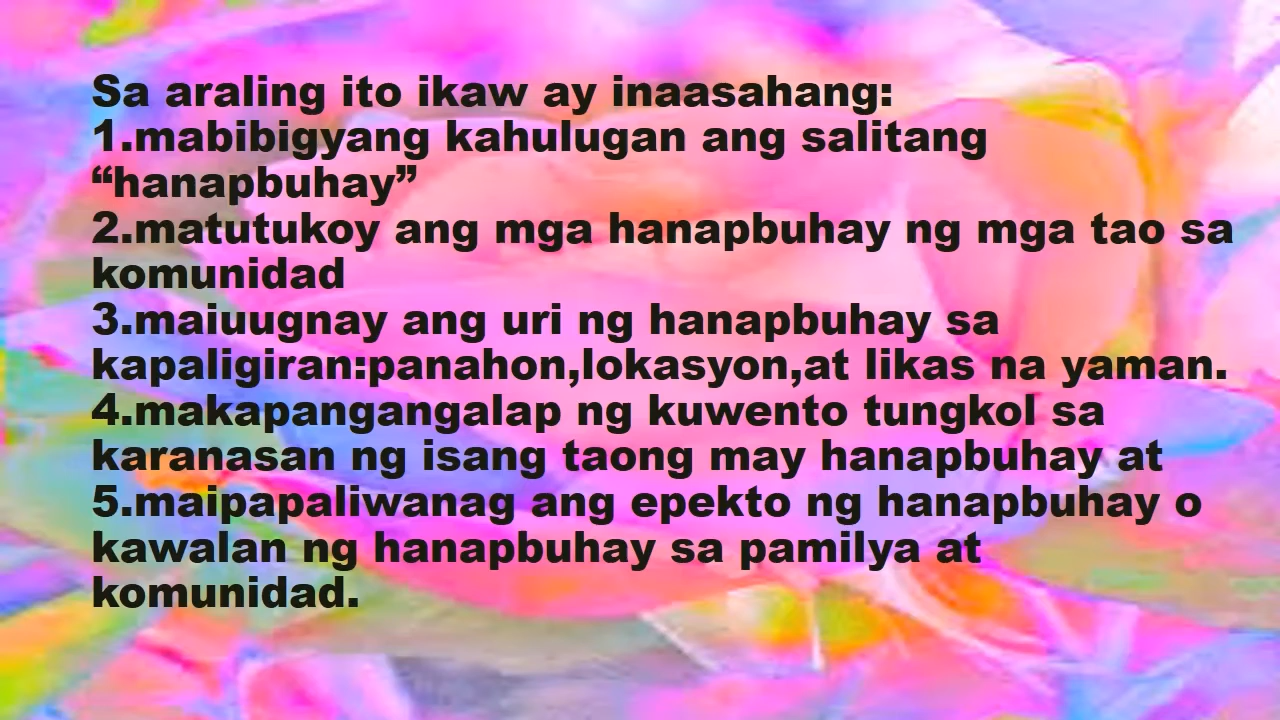 Sa araling ito ikaw ay inaasahang:
1.mabibigyang kahulugan ang salitang
“hanapbuhay”
2.matutukoy ang mga hanapbuhay ng mga tao sa
komunidad
3.maiuugnay ang uri ng hanapbuhay sa
kapaligiran:panahon,lokasyon,at likas na yaman.
4.makapangangalap ng kuwento tungkol sa
karanasan ng isang taong may hanapbuhay at
5.maipapaliwanag ang epekto ng hanapbuhay o
kawalan ng hanapbuhay sa pamilya at
komunidad.